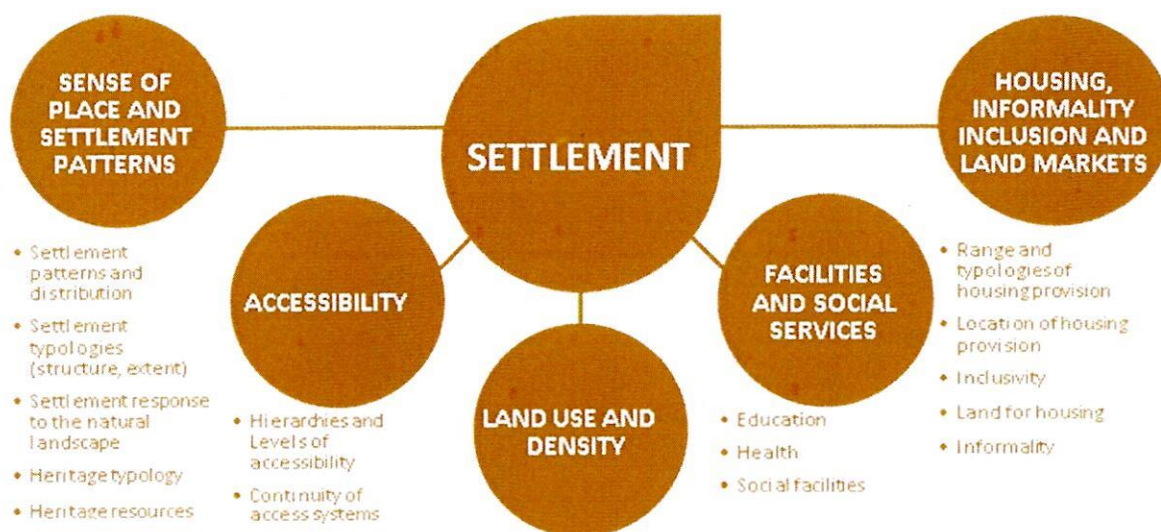 SENSE OF
PLACE AND
SETTLEMENT
PATTERNS
• Settlement
patterns and
distribution
• Settlement
typologies
(structure, extent)
• Settlement response
to the natural
landscape
• Heritage typology
• Heritage resources
ACCESSIBILITY
• Hierarchies and
Levels of
accessibility
• Continuity of
access systems
SETTLEMENT
LAND USE AND
DENSITY
FACILITIES
AND SOCIAL
SERVICES
• Education
• Health
• Social facilities
HOUSING,
INFORMALITY
INCLUSION AND
LAND MARKETS
• Range and
typologies of
housing provision
• Location of housing
provision
• Inclusivity
• Land for housing
• Informality